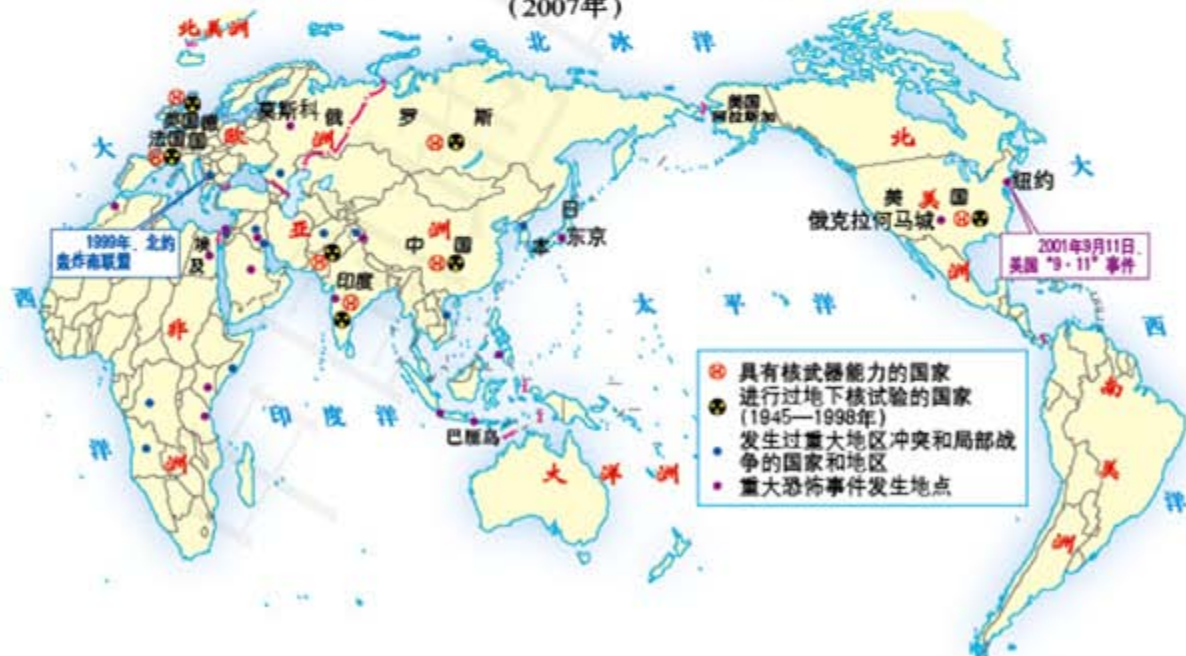 (2007年)
北美洲
北 冰 洋
美国
阿拉斯加
英国
德国
法国
莫斯科
俄 罗 斯
欧 洲
北 美 洲
大 西 洋
亚 洲
日 本
东京
中 国
印度
埃及
1999年、北约
轰炸南联盟
美 国
纽约
俄克拉何马城
2001年9月11日、
美国“9·11”事件
太 平 洋
大 西 洋
非 洲
印 度 洋
巴厘岛
大 洋 洲
南 美 洲
具有核武器能力的国家
进行过地下核试验的国家
(1945—1998年)
发生过重大地区冲突和局部战
争的国家和地区
重大恐怖事件发生地点